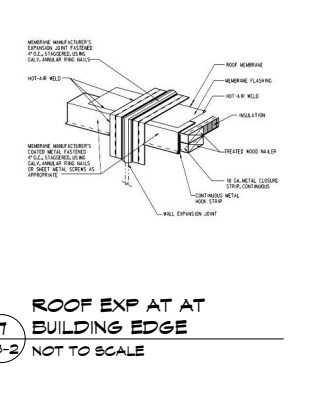 MEMBRANE MANUFACTURER'S
EXPANSION JOINT FASTENED
4" O.C., STAGGERED, USING
GALV. ANNULAR RING NAILS
HOT-AIR WELD
MEMBRANE MANUFACTURER'S
COATED METAL FASTENED
4" O.C., STAGGERED, USING
GALV. ANNULAR RING NAILS
OR SHEET METAL SCREWS AS
APPROPRIATE
ROOF MEMBRANE
MEMBRANE FLASHING
HOT-AIR WELD
INSULATION
TREATED WOOD NAILER
18 GA. METAL CLOSURE
STRIP, CONTINUOUS
CONTINUOUS METAL
HOOK STRIP
WALL EXPANSION JOINT
ROOF EXP AT AT
BUILDING EDGE
NOT TO SCALE
7
-2